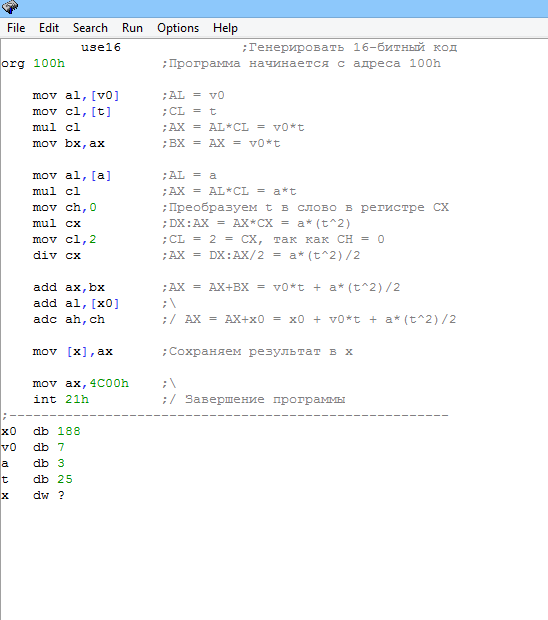 File Edit Search Run Options Help
use16 ;Генерировать 16-битный код
org 100h ;Программа начинается с адреса 100h
mov al,[v0] ;AL = v0
mov cl,[t] ;CL = t
mul cl ;AX = AL*CL = v0*t
mov bx,ax ;BX = AX = v0*t
mov al,[a] ;AL = a
mul cl ;AX = AL*CL = a*t
mov ch,0 ;Преобразуем t в слово в регистре CX
mul cx ;DX:AX = AX*CX = a*(t^2)
mov cl,2 ;CL = 2 = CX, так как CH = 0
div cx ;AX = DX:AX/2 = a*(t^2)/2
add ax,bx ;AX = AX+BX = v0*t + a*(t^2)/2
add al,[x0] ;\
adc ah,ch ;/ AX = AX+x0 = x0 + v0*t + a*(t^2)/2
mov [x],ax ;Сохраняем результат в x
mov ax,4C00h ;\
int 21h ;/ Завершение программы
;-------------------------------------------------------
x0 db 188
v0 db 7
a db 3
t db 25
x dw ?